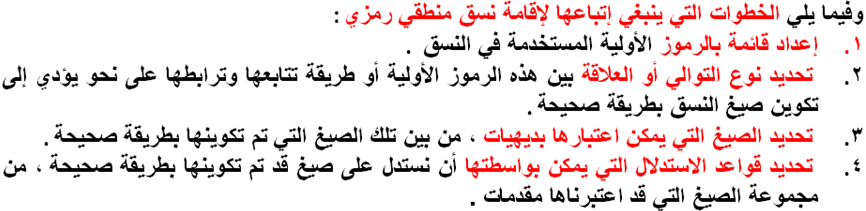 وفيما يلي الخطوات التي ينبغي إتباعها لإقامة نسق منطقي رمزي :
١. إعداد قائمة بالرموز الأولية المستخدمة في النسق .
٢. تحديد نوع التوالي أو العلاقة بين هذه الرموز الأولية أو طريقة تتابعها وترابطها على نحو يؤدي إلى
تكوين صيغ النسق بطريقة صحيحة .
٣. تحديد الصيغ التي يمكن اعتبارها بديهيات ، من بين تلك الصيغ التي تم تكوينها بطريقة صحيحة .
٤. تحديد قواعد الاستدلال التي يمكن بواسطتها أن نستدل على صيغ قد تم تكوينها بطريقة صحيحة ، من
مجموعة الصيغ التي قد اعتبرناها مقدمات .